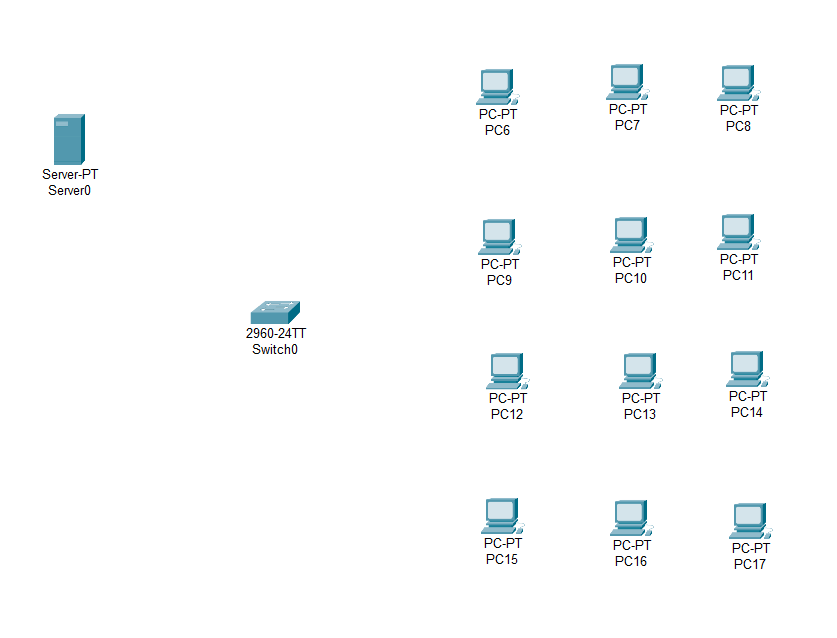 PC-PT
PC6
PC-PT
PC7
PC-PT
PC8
Server-PT
Server0
PC-PT
PC9
PC-PT
PC10
PC-PT
PC11
2960-24TT
Switch0
PC-PT
PC12
PC-PT
PC13
PC-PT
PC14
PC-PT
PC15
PC-PT
PC16
PC-PT
PC17